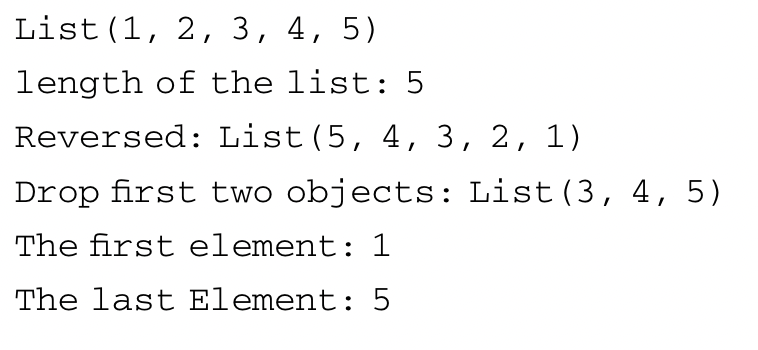 List(1, 2, 3, 4, 5)
length of the list: 5
Reversed: List(5, 4, 3, 2, 1)
Drop first two objects: List(3, 4, 5)
The first element: 1
The last Element: 5